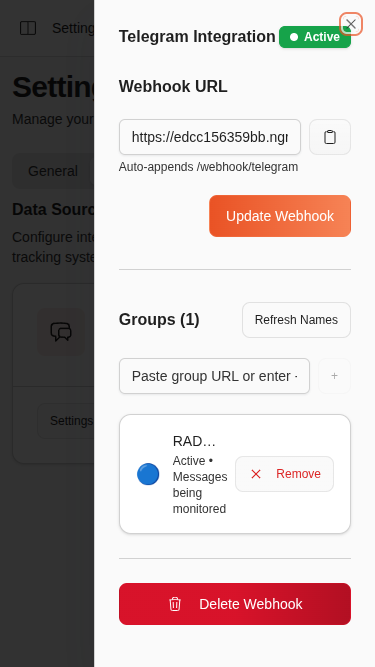 Setting
Telegram Integration
Active
Settin
Manage your
Webhook URL
https://edcc156359bb.ngr
Auto-appends /webhook/telegram
General
Data Sourc
Configure inte
tracking syste
Update Webhook
Groups (1)
Refresh Names
Paste group URL or enter -
+
Settings
RAD...
Active •
Messages
being
monitored
Remove
Delete Webhook